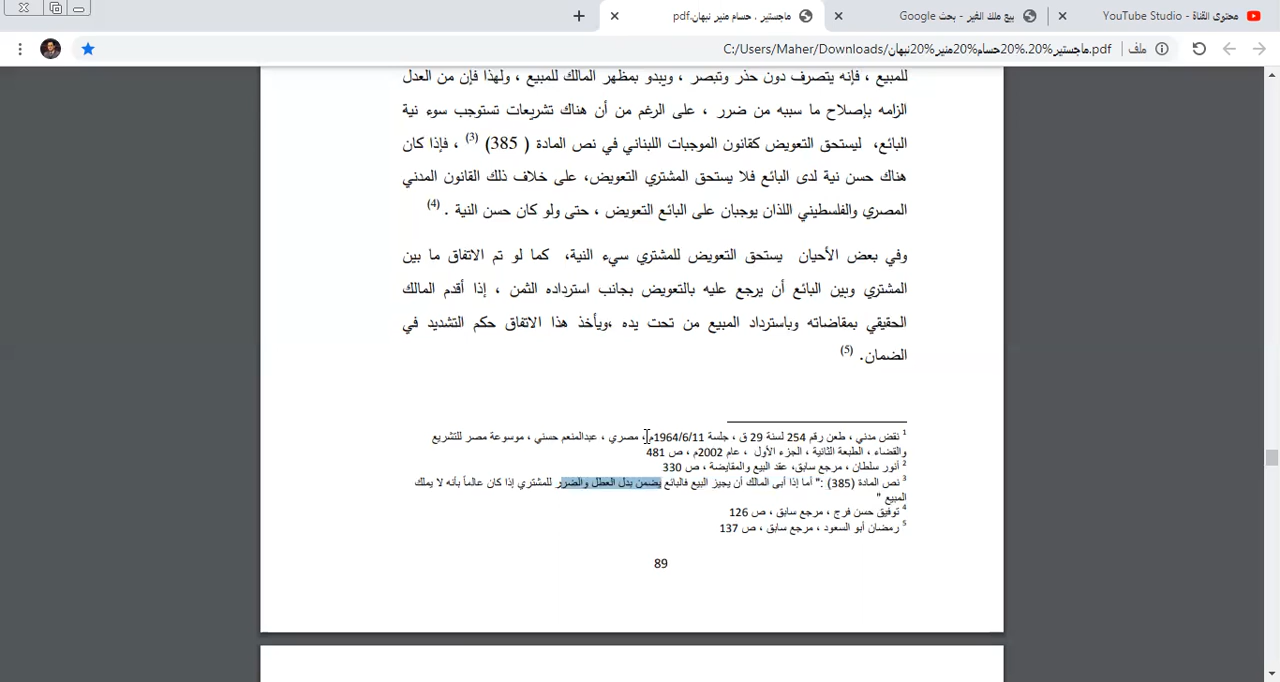 محتوى القناة - YouTube Studio
بيع ملك الغير - بحث Google
ماجستير . حسام منير نبهان.pdf
ملف
C:/Users/Maher/Downloads/ماجستير%20.%20حسام%20منير%20نبهان.pdf
للمبيع ، فإنه يتصرف دون حذر وتبصر ، ويبدو بمظهر المالك للمبيع ، ولهذا فإن من العدل
الزامه بإصلاح ما سببه من ضرر ، على الرغم من أن هناك تشريعات تستوجب سوء نية
البائع، ليستحق التعويض كقانون الموجبات اللبناني في نص المادة ( 385) (3) ، فإذا كان
هناك حسن نية لدى البائع فلا يستحق المشتري التعويض، على خلاف ذلك القانون المدني
المصري والفلسطيني اللذان يوجبان على البائع التعويض ، حتى ولو كان حسن النية . (4)
وفي بعض الأحيان يستحق التعويض للمشتري سيء النية، كما لو تم الاتفاق ما بين
المشتري وبين البائع أن يرجع عليه بالتعويض بجانب استرداده الثمن ، إذا أقدم المالك
الحقيقي بمقاضاته وباسترداد المبيع من تحت يده ،ويأخذ هذا الاتفاق حكم التشديد في
الضمان. (5)
1 نقض مدني ، طعن رقم 254 لسنة 29 ق ، جلسة 1964/6/11م ، مصري ، عبدالمنعم حسني ، موسوعة مصر للتشريع
والقضاء ، الطبعة الثانية ، الجزء الأول ، عام 2002م ، ص 481
2 أنور سلطان ، مرجع سابق، عقد البيع والمقايضة ، ص 330
3 نص المادة (385) :" أما إذا أبى المالك أن يجيز البيع فالبائع يضمن بدل العطل والضرر للمشتري إذا كان عالماً بأنه لا يملك
المبيع "
4 توفيق حسن فرج ، مرجع سابق ، ص 126
5 رمضان أبو السعود ، مرجع سابق ، ص 137
89